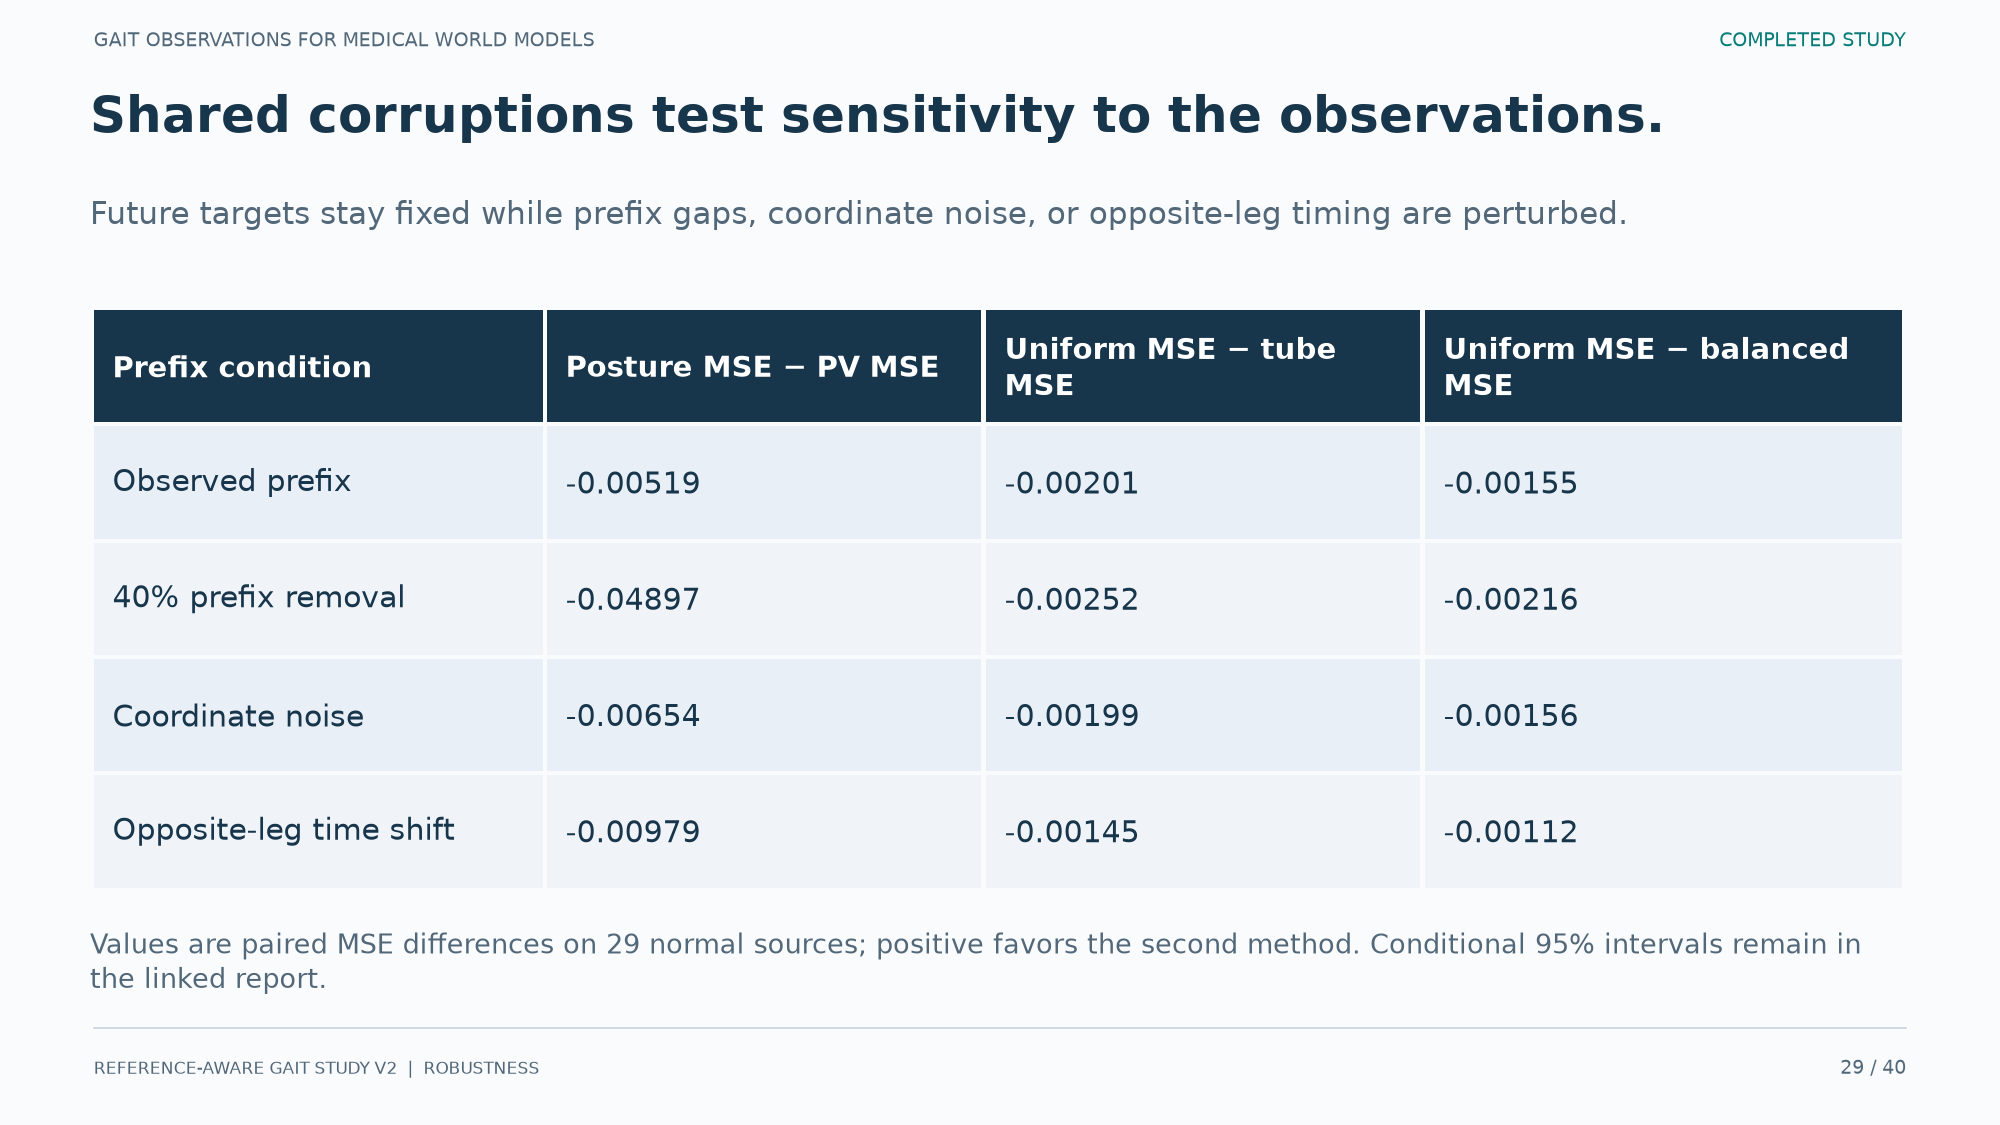 GAIT OBSERVATIONS FOR MEDICAL WORLD MODELS
COMPLETED STUDY
Shared corruptions test sensitivity to the observations.
Future targets stay fixed while prefix gaps, coordinate noise, or opposite-leg timing are perturbed.
Prefix condition
Posture MSE − PV MSE
Uniform MSE − tube
MSE
Uniform MSE − balanced
MSE
Observed prefix
-0.00519
-0.00201
-0.00155
40% prefix removal
-0.04897
-0.00252
-0.00216
Coordinate noise
-0.00654
-0.00199
-0.00156
Opposite-leg time shift
-0.00979
-0.00145
-0.00112
Values are paired MSE differences on 29 normal sources; positive favors the second method. Conditional 95% intervals remain in
the linked report.
REFERENCE-AWARE GAIT STUDY V2 | ROBUSTNESS
29 / 40